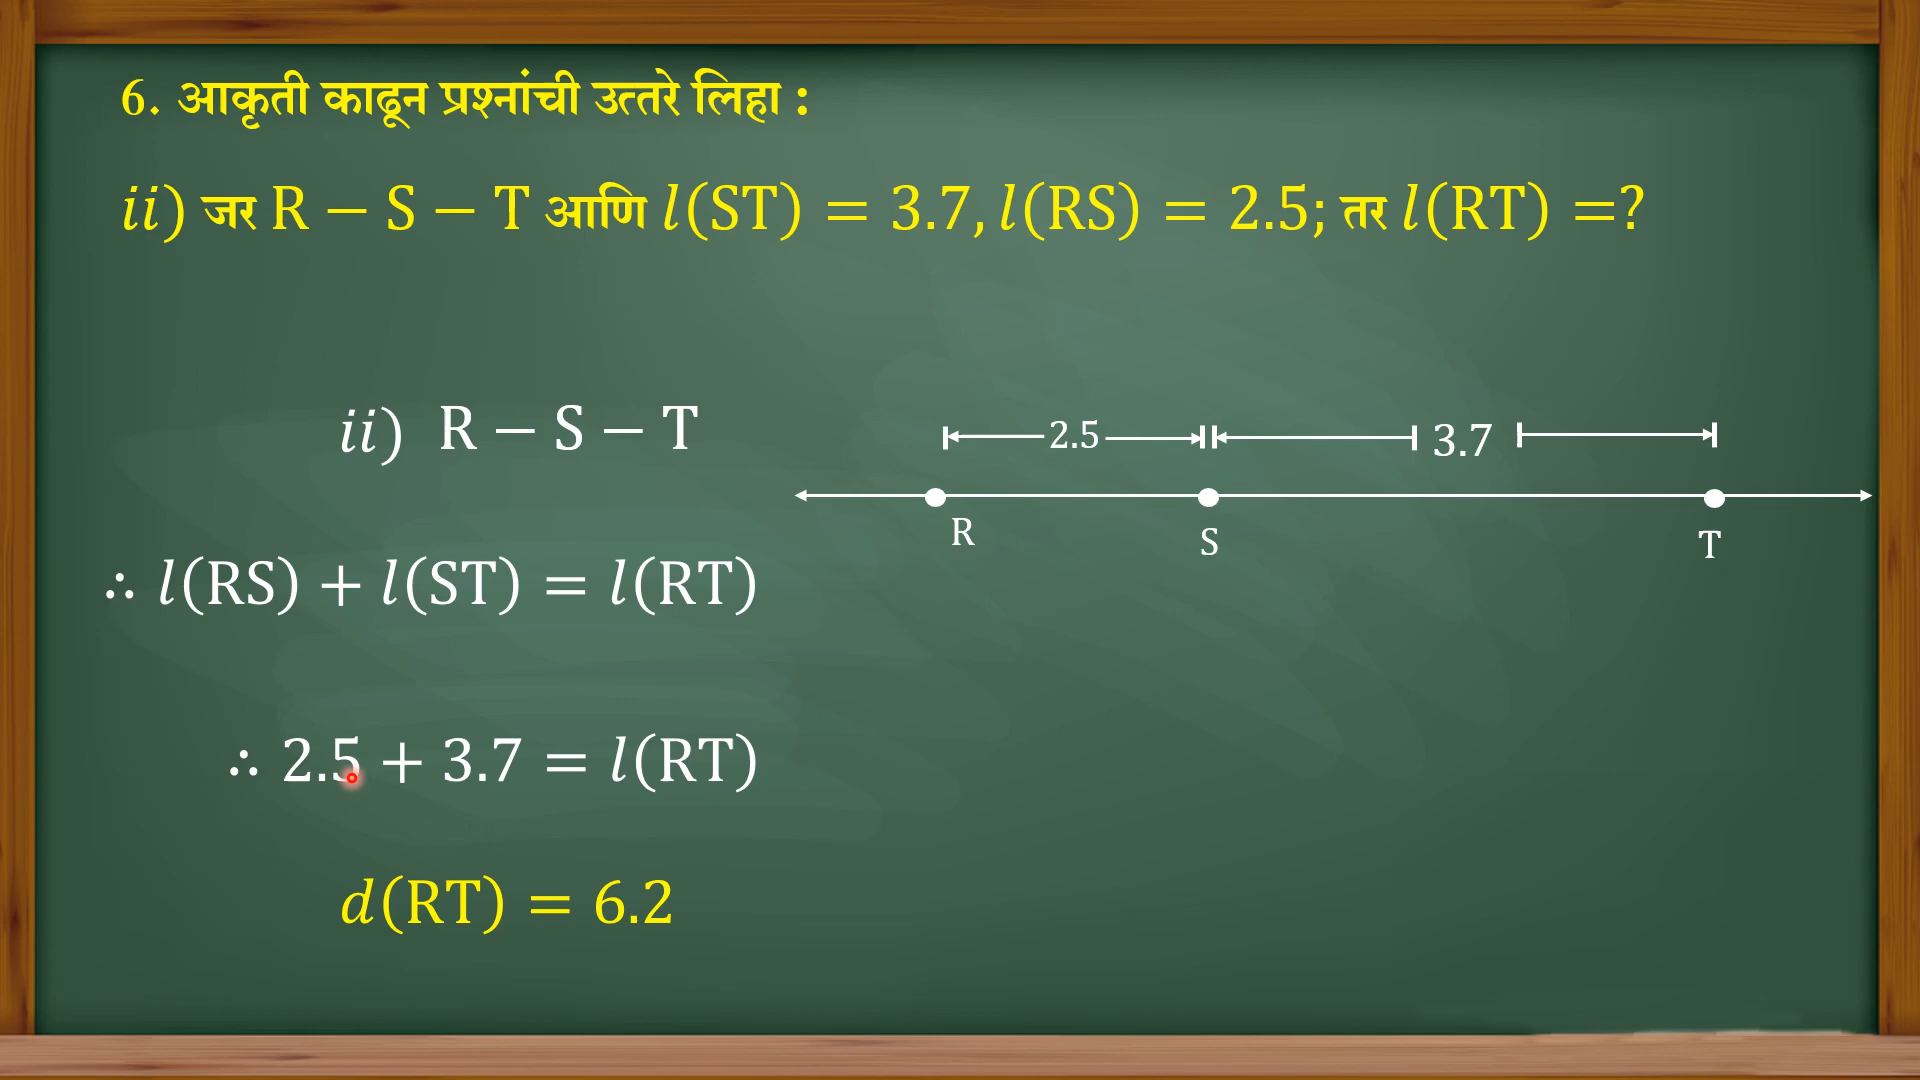 6. आकृती काढून प्रश्नांची उत्तरे लिहा :
ii) जर R − S − T आणि l(ST) = 3.7, l(RS) = 2.5; तर l(RT) =?
ii) R − S − T
2.5 3.7
R S T
∴ l(RS) + l(ST) = l(RT)
∴ 2.5 + 3.7 = l(RT)
d(RT) = 6.2